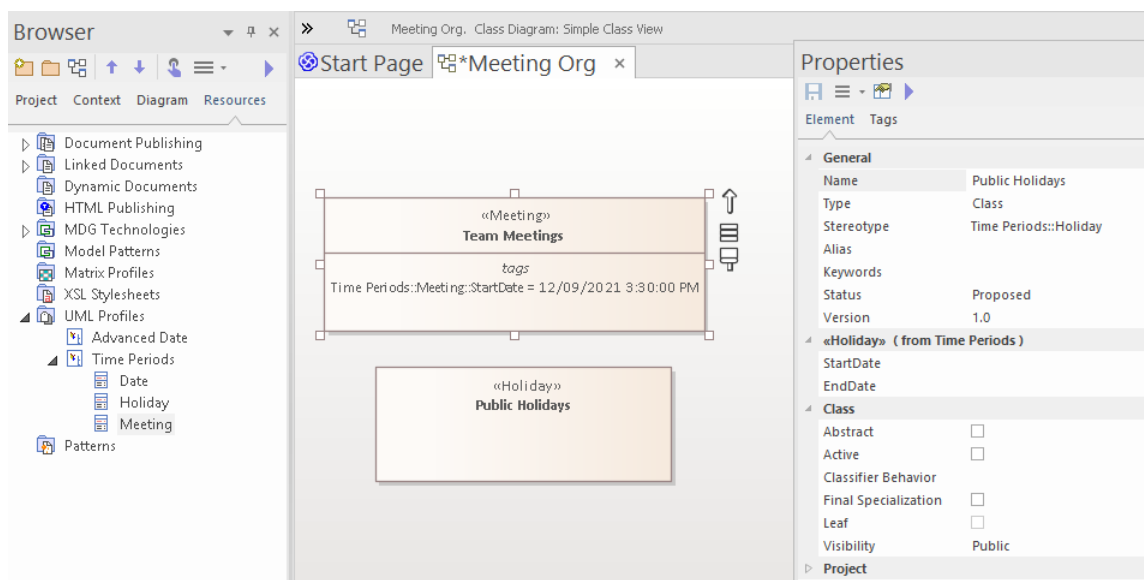 Browser
Project Context Diagram Resources
Document Publishing
Linked Documents
Dynamic Documents
HTML Publishing
MDG Technologies
Model Patterns
Matrix Profiles
XSL Stylesheets
UML Profiles
Advanced Date
Time Periods
Date
Holiday
Meeting
Patterns
Meeting Org. Class Diagram: Simple Class View
Start Page *Meeting Org ×
«Meeting»
Team Meetings
tags
Time Periods::Meeting::StartDate = 12/09/2021 3:30:00 PM
«Holiday»
Public Holidays
Properties
Element Tags
General
Name Public Holidays
Type Class
Stereotype Time Periods::Holiday
Alias
Keywords
Status Proposed
Version 1.0
«Holiday» ( from Time Periods )
StartDate
EndDate
Class
Abstract
Active
Classifier Behavior
Final Specialization
Leaf
Visibility Public
Project